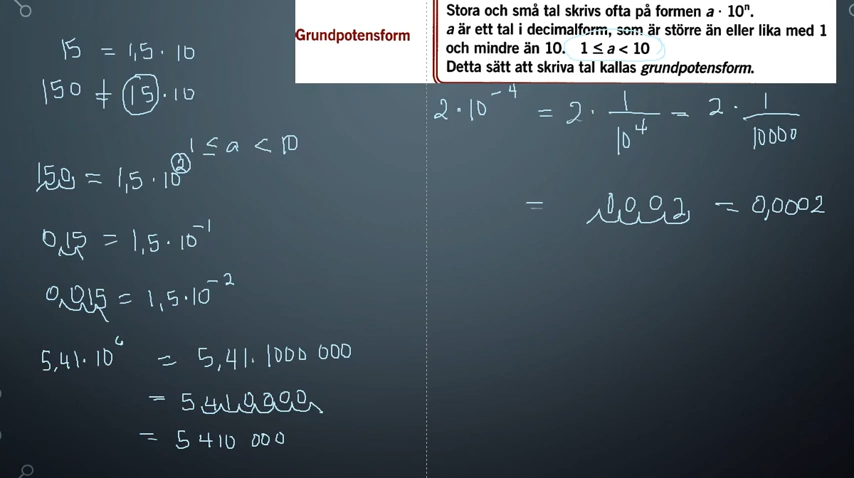 Grundpotensform
Stora och små tal skrivs ofta på formen a · 10ⁿ.
a är ett tal i decimalform, som är större än eller lika med 1
och mindre än 10. 1 ≤ a < 10
Detta sätt att skriva tal kallas grundpotensform.
15 = 1,5 · 10
150 ≠ 15 · 10
1 ≤ a < 10
150 = 1,5 · 10²
0,15 = 1,5 · 10⁻¹
0,015 = 1,5 · 10⁻²
5,41 · 10⁶ = 5,41 · 1000 000
= 5410000
= 5 410 000
2 · 10⁻⁴ = 2 · 1/10⁴ = 2 · 1/10000
= 0002 = 0,0002